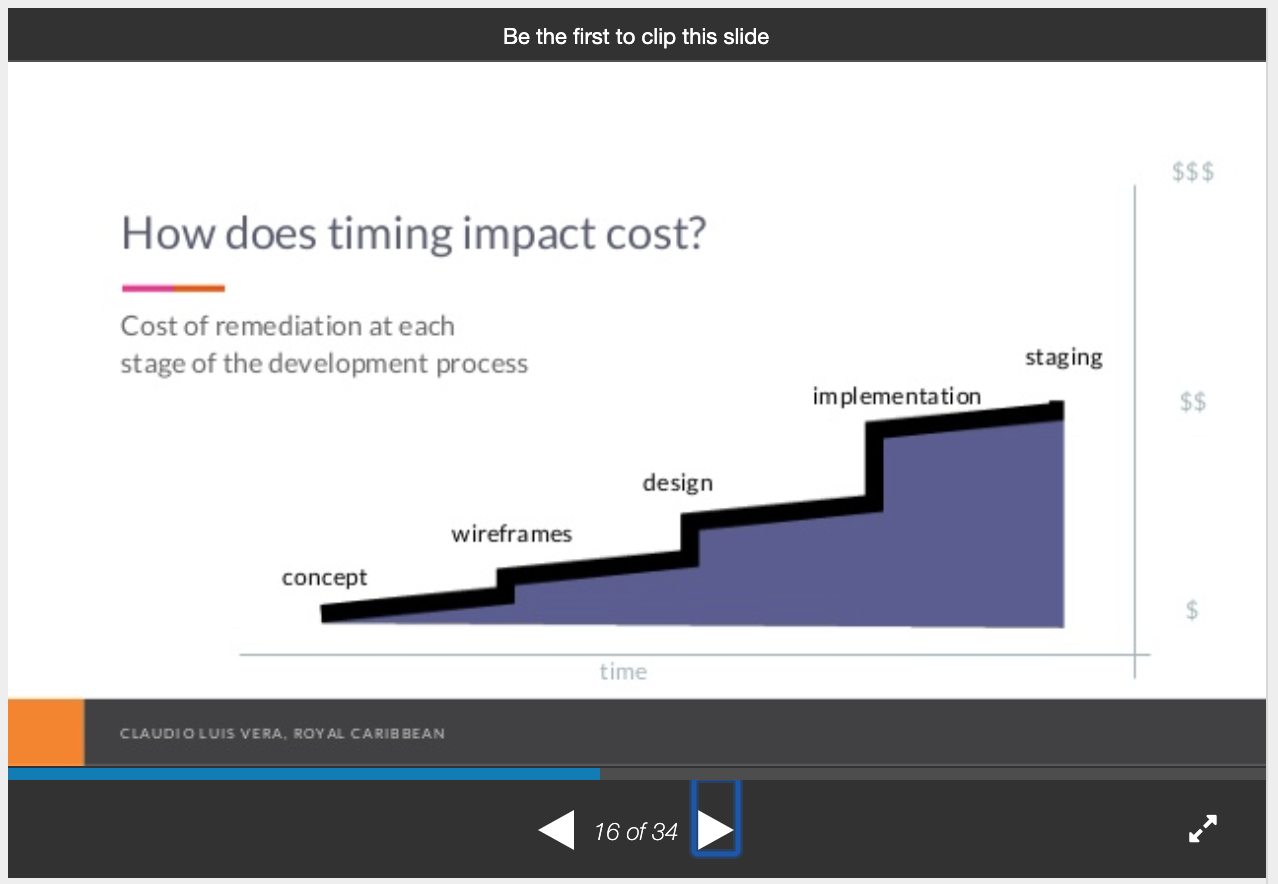 Be the first to clip this slide
$$$
How does timing impact cost?
Cost of remediation at each
stage of the development process
staging
implementation
$$
design
wireframes
concept
$
time
CLAUDIO LUIS VERA, ROYAL CARIBBEAN
16 of 34